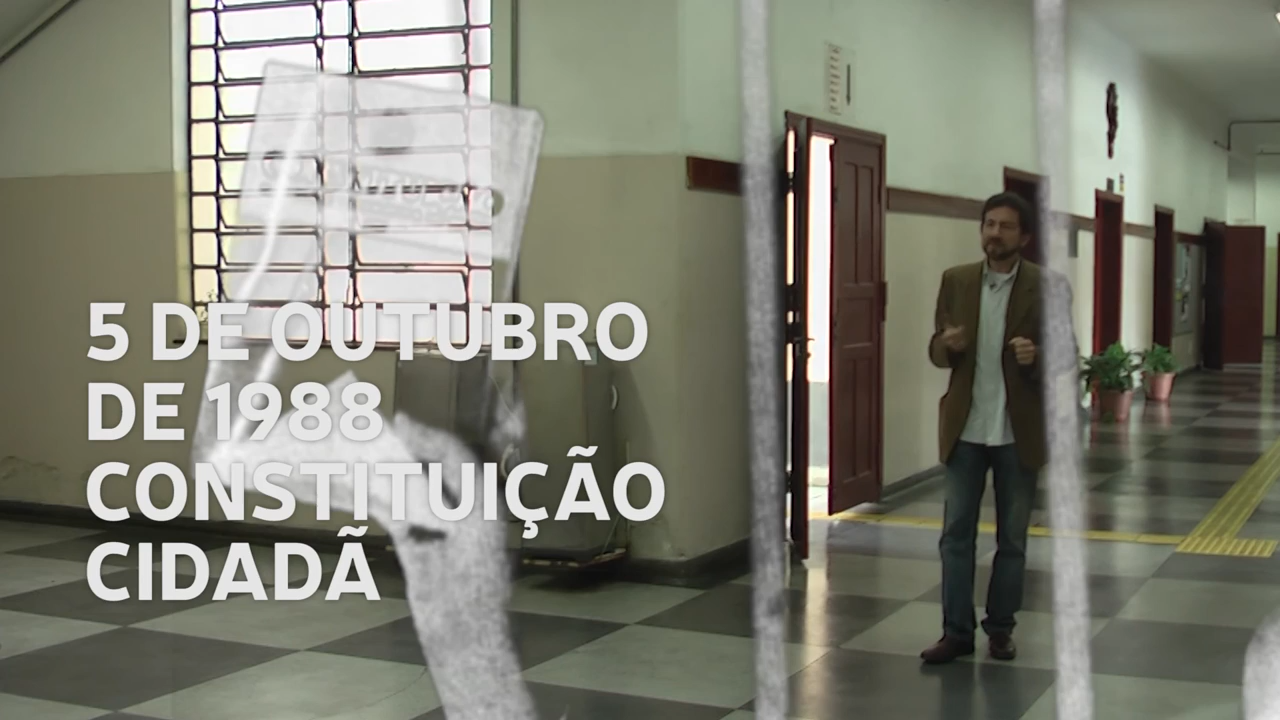 5 DE OUTUBRO
DE 1988
CONSTITUIÇÃO
CIDADÃ